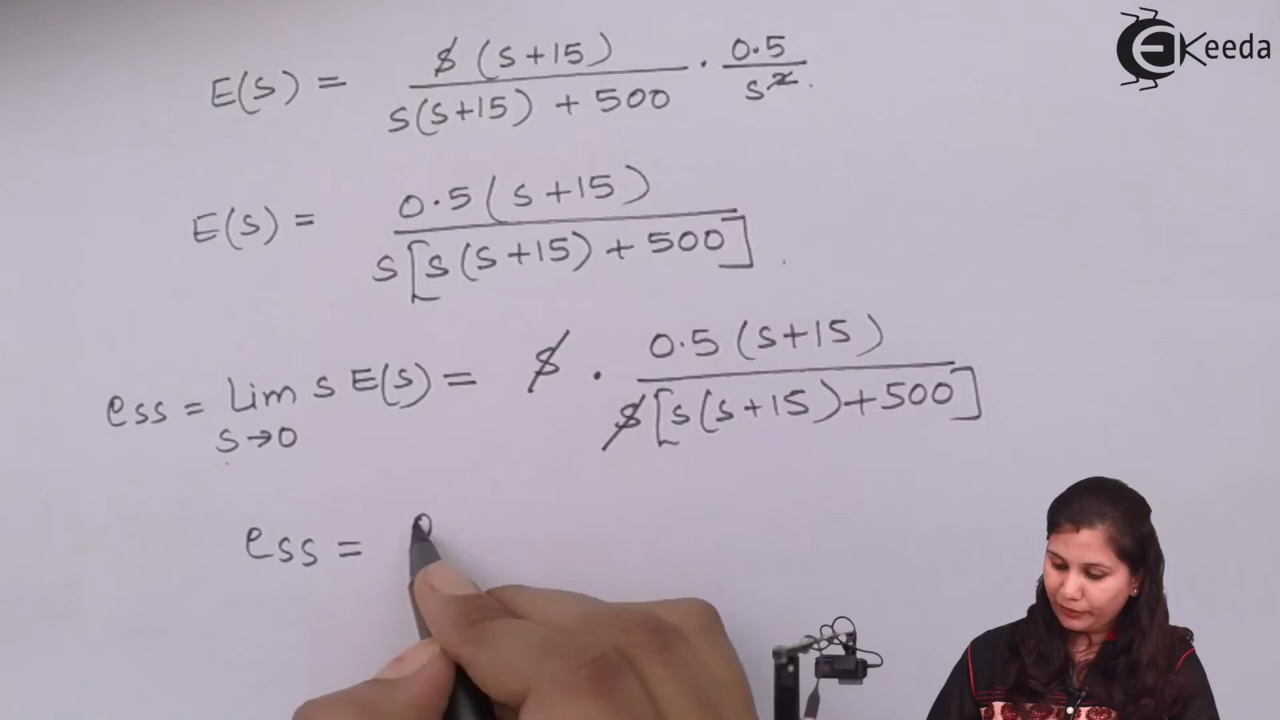 EKeeda
E(s) = s(s+15) / s(s+15) + 500 . 0.5 / s²
E(s) = 0.5(s+15) / s[s(s+15) + 500]
ess = Lim s→0 s E(s) = s . 0.5(s+15) / s[s(s+15)+500]
ess = 0